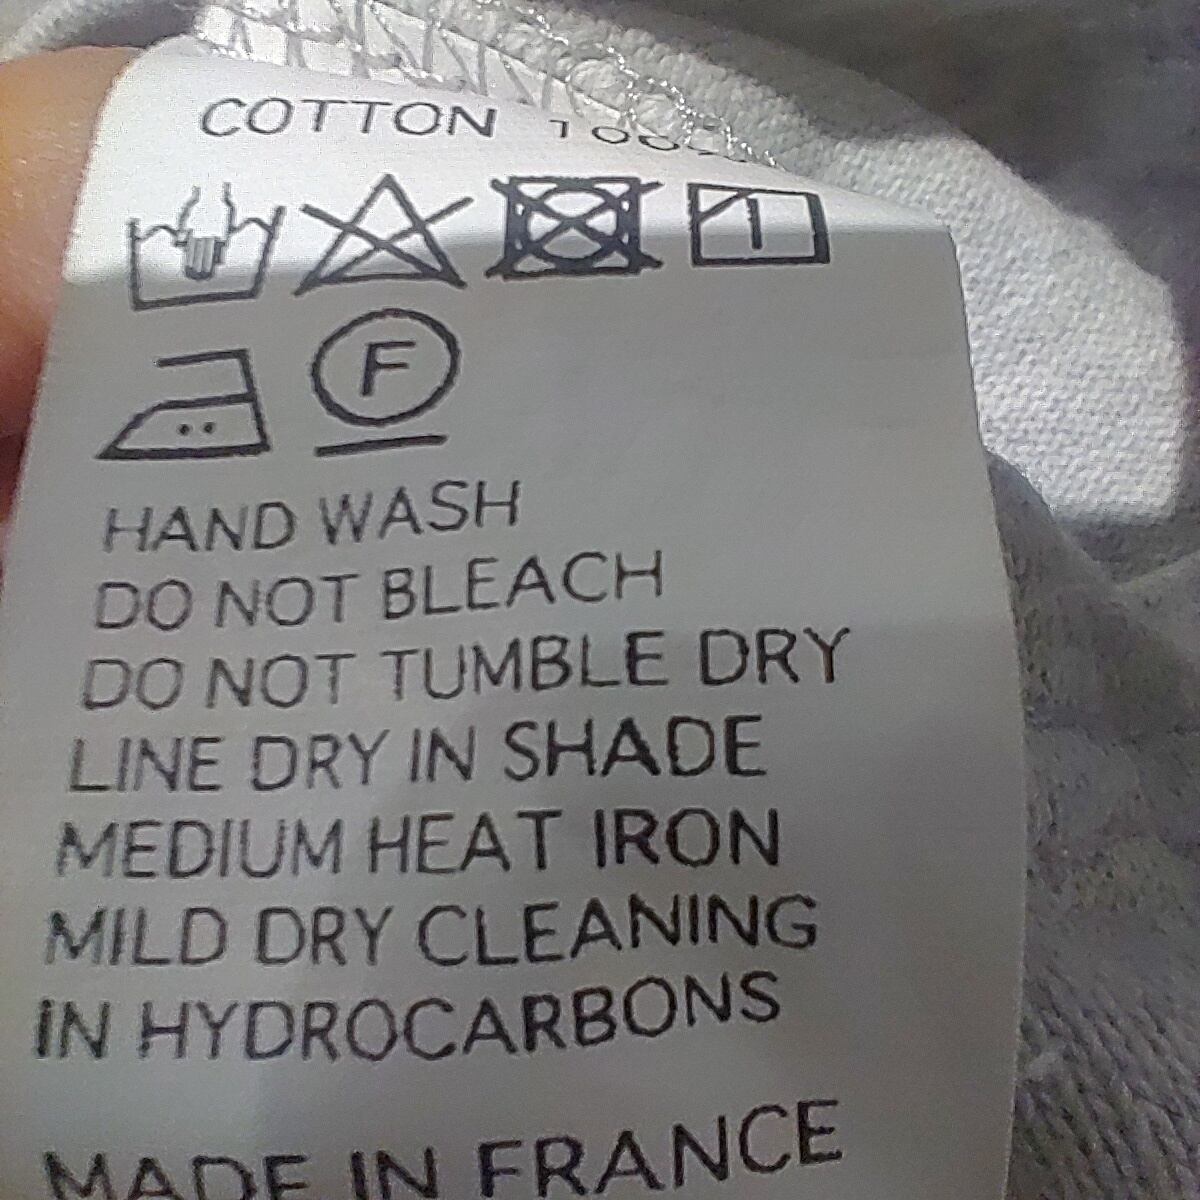 COTTON 100%
F
HAND WASH
DO NOT BLEACH
DO NOT TUMBLE DRY
LINE DRY IN SHADE
MEDIUM HEAT IRON
MILD DRY CLEANING
IN HYDROCARBONS
MADE IN FRANCE